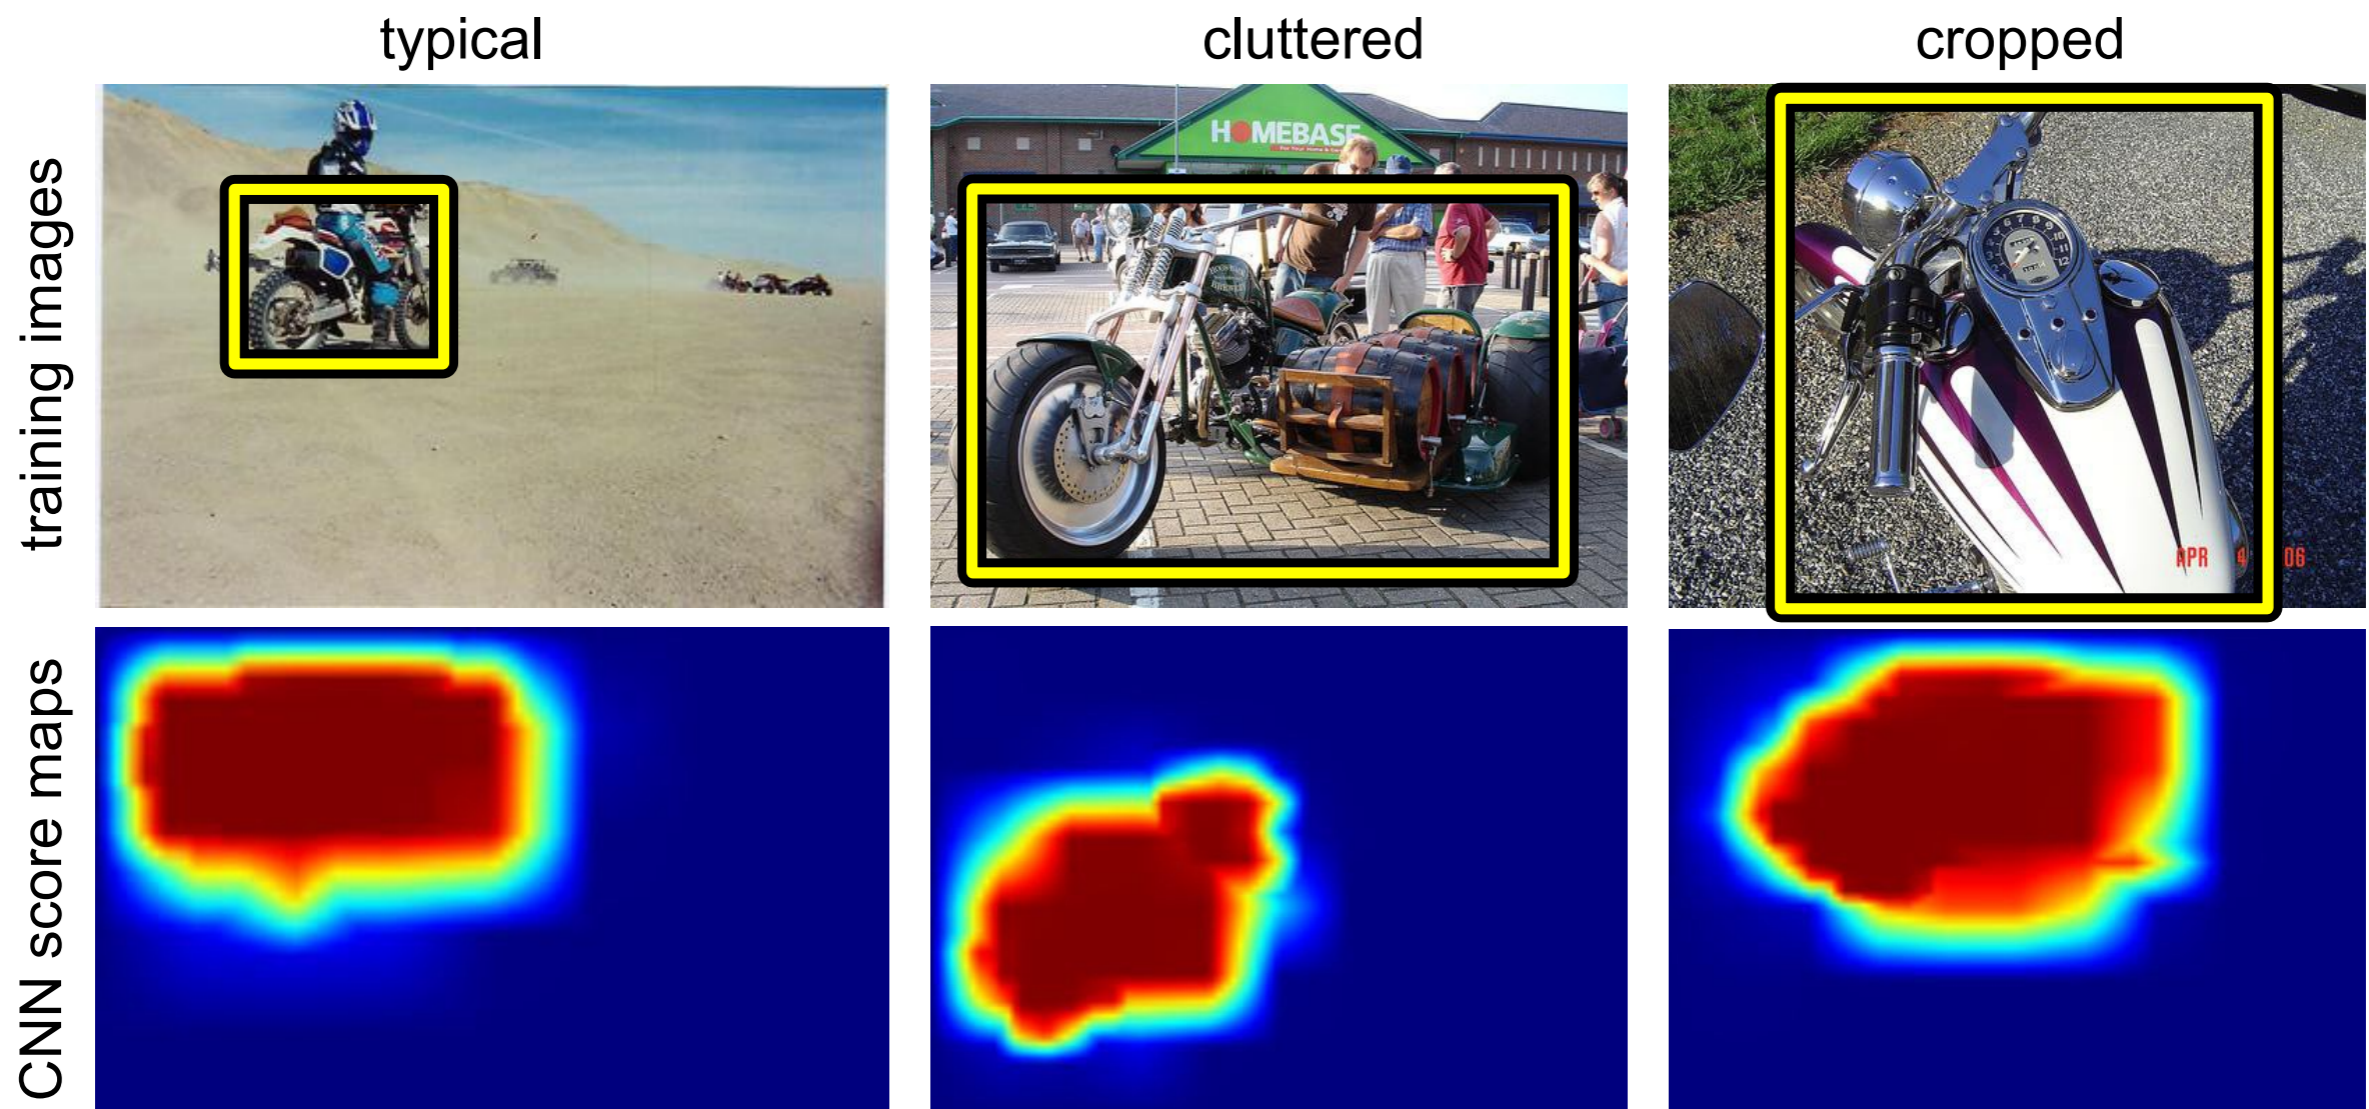 typical
cluttered
cropped
training images
HOMEBASE
APR 4 06
CNN score maps